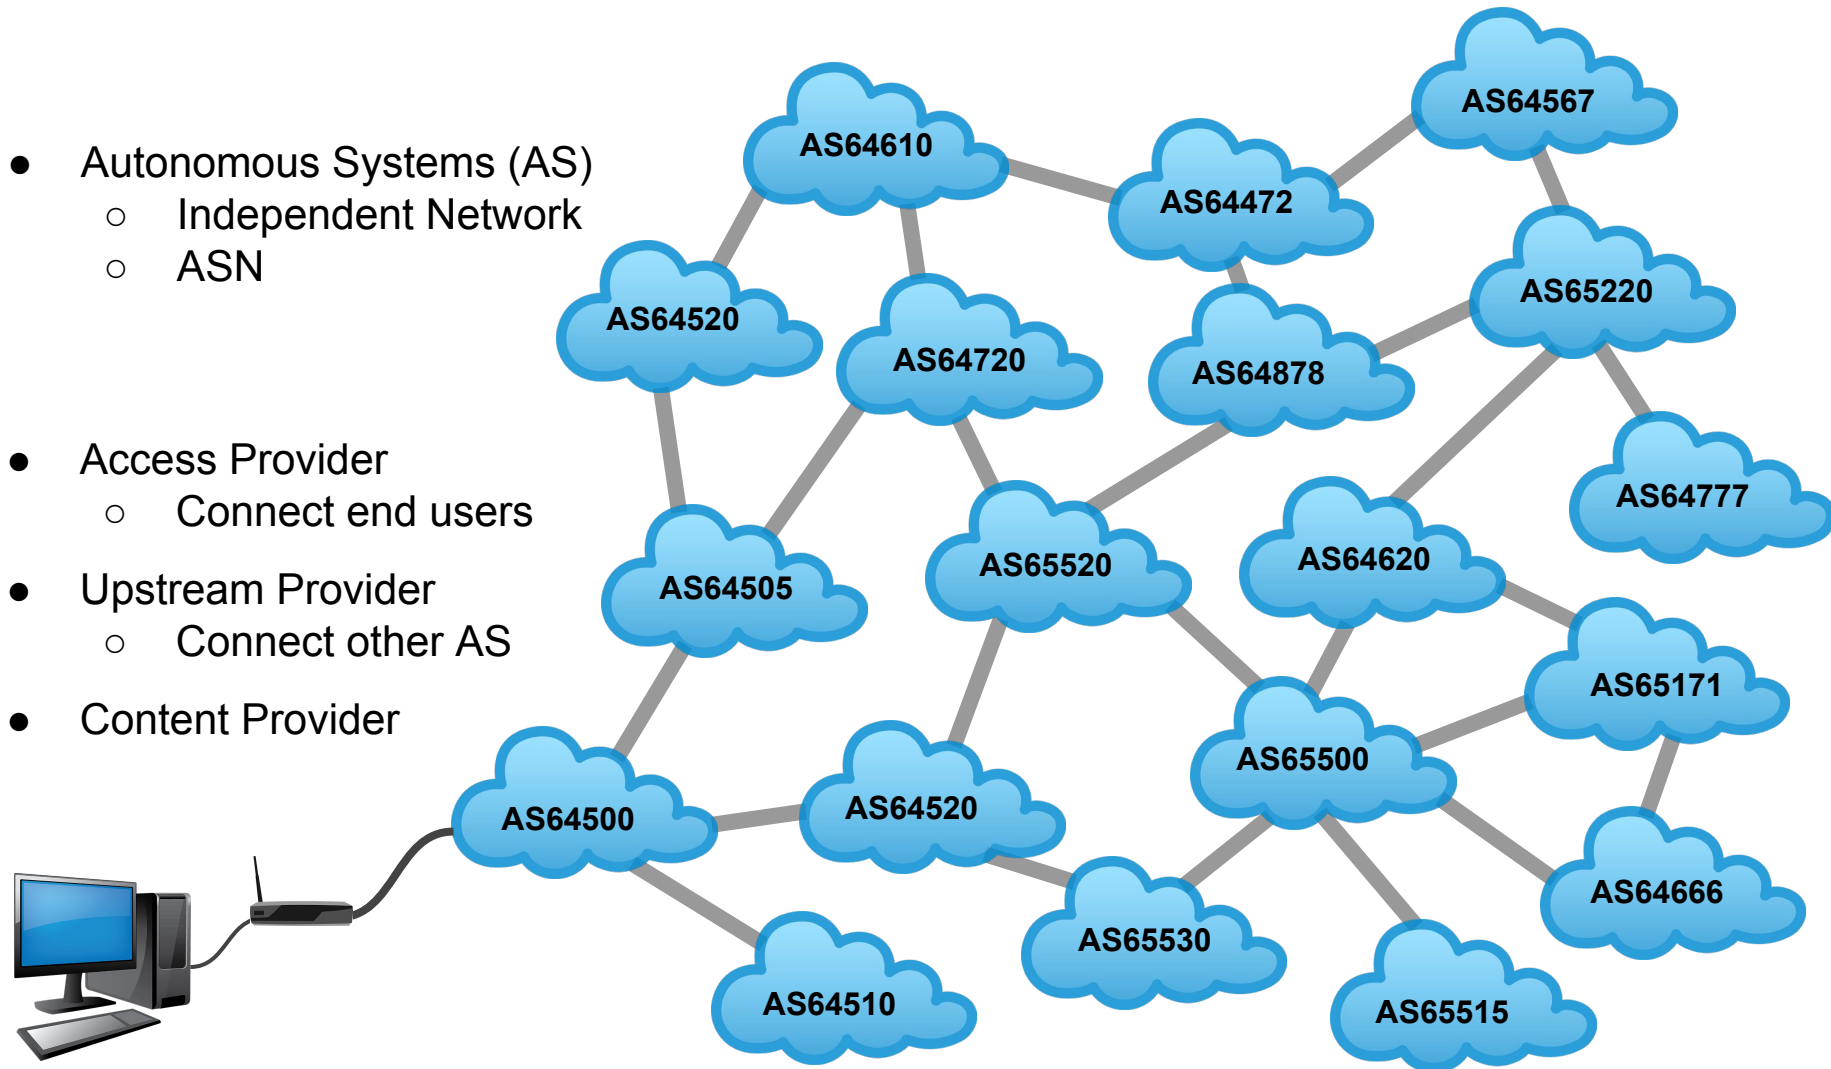 ● Autonomous Systems (AS)
○ Independent Network
○ ASN
● Access Provider
○ Connect end users
● Upstream Provider
○ Connect other AS
● Content Provider
AS64567
AS64610
AS64472
AS65220
AS64520
AS64720
AS64878
AS64777
AS64505
AS65520
AS64620
AS65171
AS65500
AS64500
AS64520
AS64666
AS65530
AS64510
AS65515